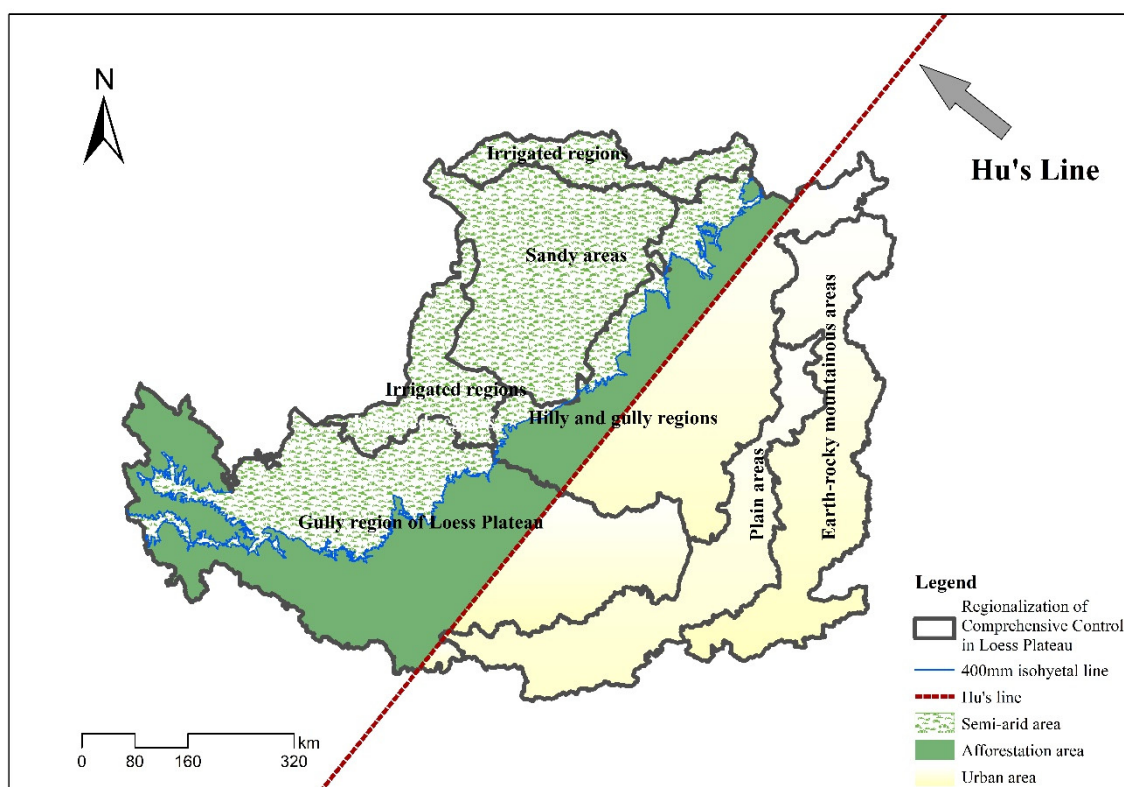 N
Hu's Line
Irrigated regions
Sandy areas
Irrigated regions
Hilly and gully regions
Gully region of Loess Plateau
Plain areas
Earth-rocky mountainous areas
Legend
Regionalization of
Comprehensive Control
in Loess Plateau
400mm isohyetal line
Hu's line
Semi-arid area
Afforestation area
Urban area
km
0 80 160 320